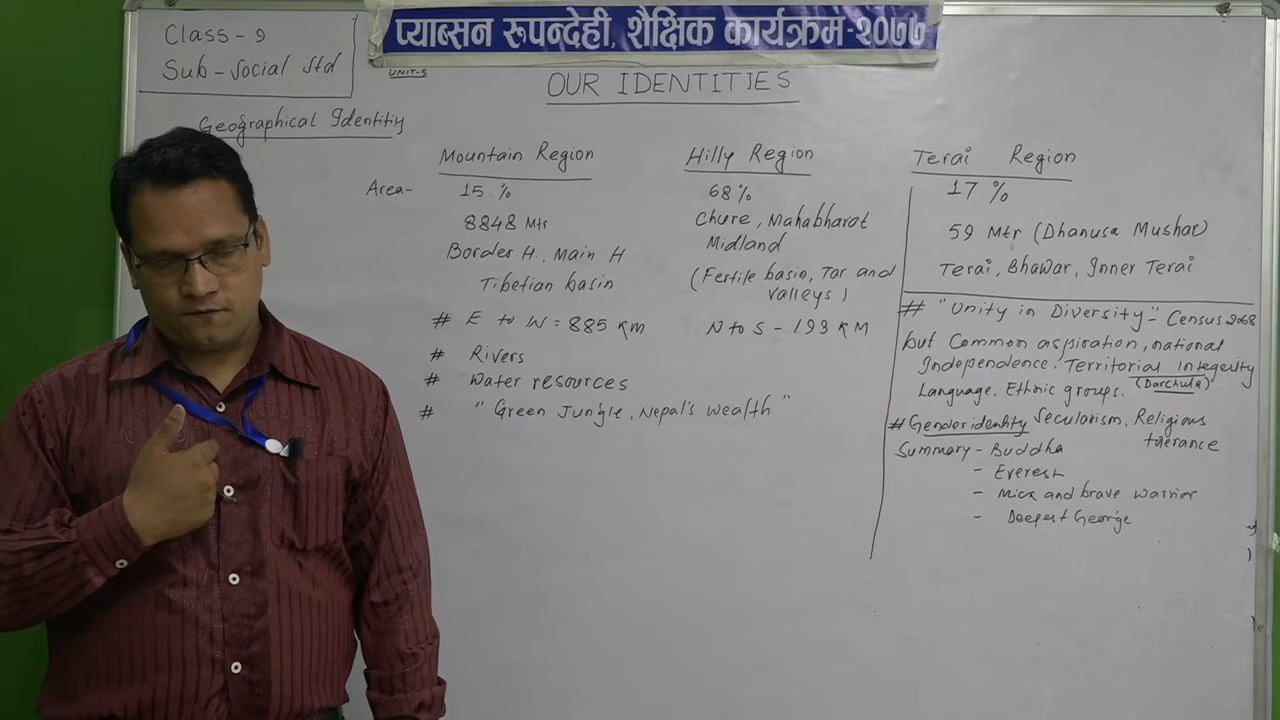 प्याब्सन रुपन्देही, शैक्षिक कार्यक्रम-२०७७
Class - 9
Sub - Social Std
UNIT-5
OUR IDENTITIES
Geographical Identity
Mountain Region
Area- 15 %
8848 Mtr
Border H., Main H
Tibetian basin
Hilly Region
68%
Chure, Mahabharat
Midland
(Fertile basin, Tar and
valleys)
Terai Region
17 %
59 Mtr (Dhanusa Mushar)
Terai, Bhawar, Inner Terai
# E to W = 885 KM N to S - 193 KM
# Rivers
# Water resources
# "Green Jungle, Nepal's wealth"
# "Unity in Diversity" - Census 2068
but Common aspiration, national
Independence. Territorial Integrity
Language, Ethnic groups. (Darchula)
# Gender identity Secularism, Religious
tolerance
Summary - Buddha
- Everest
- and brave warrior
- Deepest George